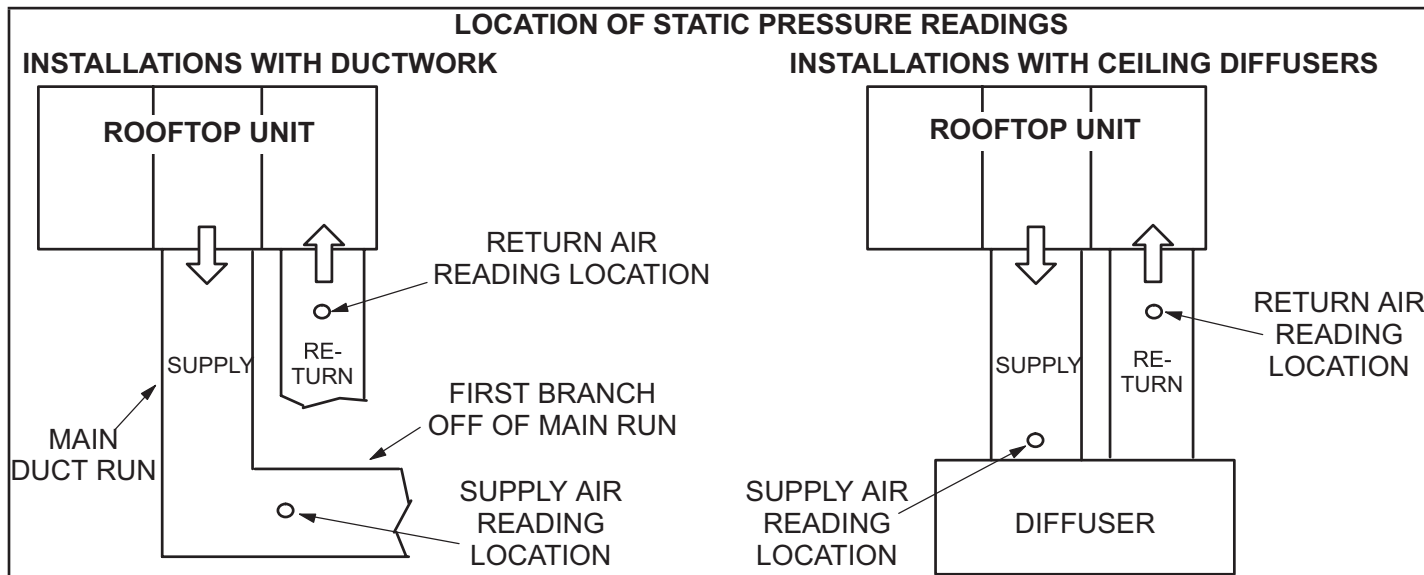 LOCATION OF STATIC PRESSURE READINGS
INSTALLATIONS WITH DUCTWORK
ROOFTOP UNIT
RETURN AIR
READING LOCATION
SUPPLY
RE-
TURN
FIRST BRANCH
OFF OF MAIN RUN
MAIN
DUCT RUN
SUPPLY AIR
READING
LOCATION
INSTALLATIONS WITH CEILING DIFFUSERS
ROOFTOP UNIT
RETURN AIR
READING
LOCATION
SUPPLY
RE-
TURN
SUPPLY AIR
READING
LOCATION
DIFFUSER